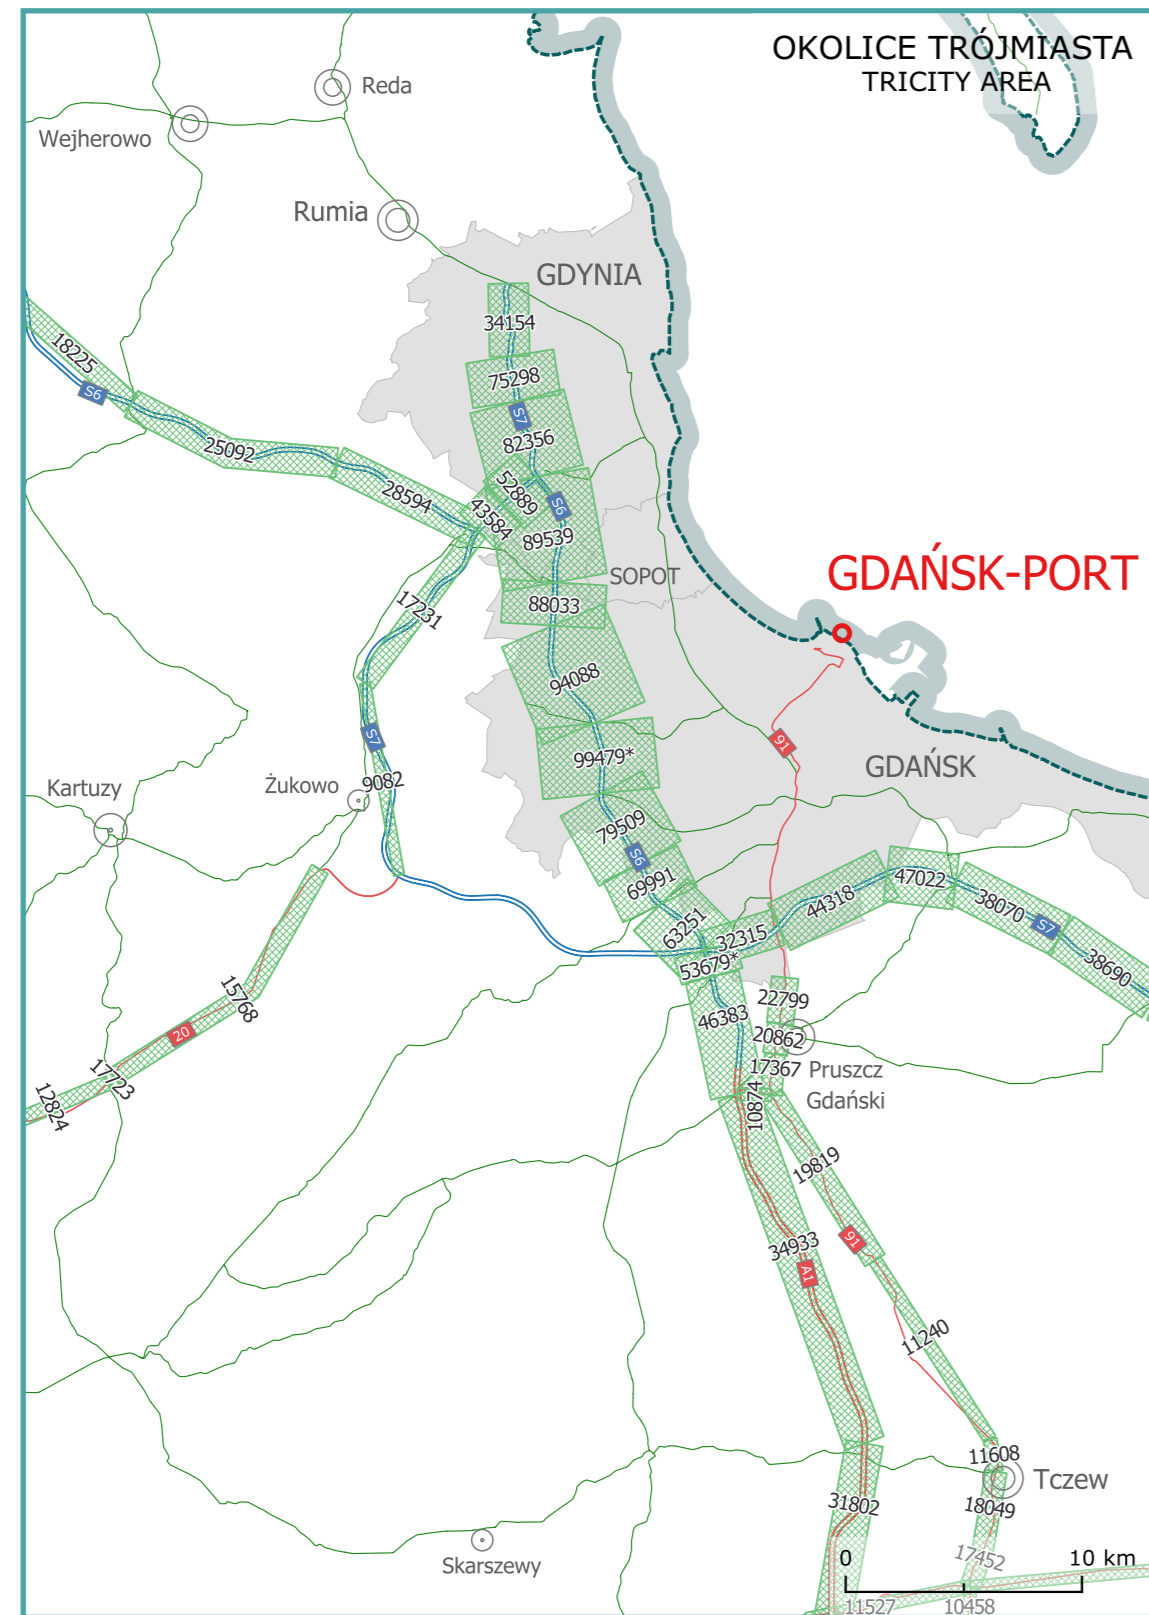 OKOLICE TRÓJMIASTA
TRICITY AREA
Reda
Wejherowo
Rumia
GDYNIA
34154
18225
S6
75298
S7
82356
25092
52889
28594
43584
S6
89539
SOPOT
GDAŃSK-PORT
88033
17231
94088
S7
91
99479*
GDAŃSK
Kartuzy
Żukowo
9082
79509
S6
69991
47022
44318
38070
S7
63251
32315
38690
53679*
15768
22799
46383
20
20862
17723
17367
Pruszcz
Gdański
12824
10874
19819
34933
91
A1
11240
11608
Tczew
31802
18049
17452
Skarszewy
0
10 km
11527
10458